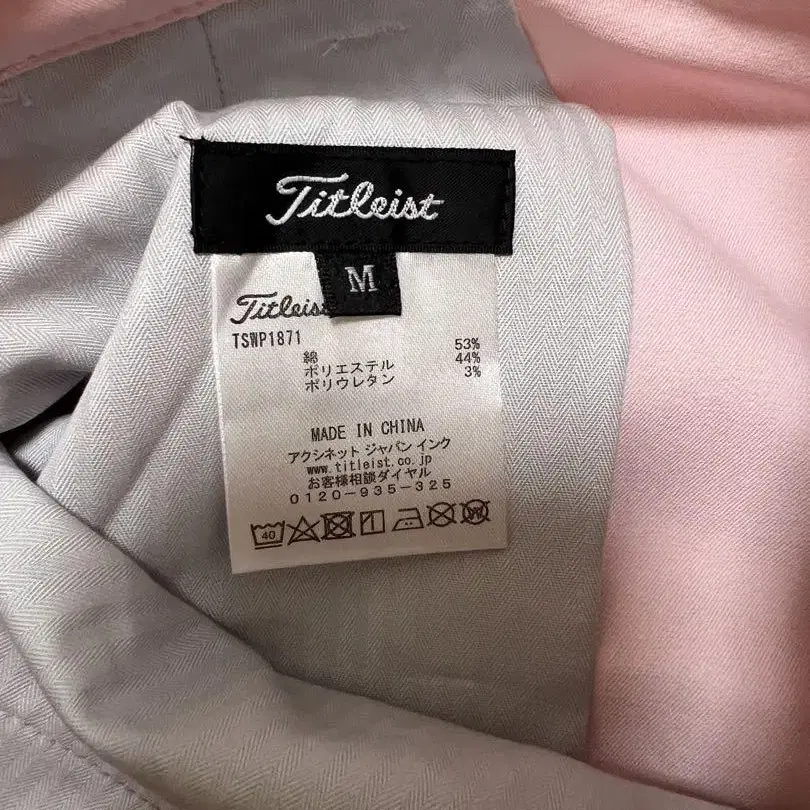 Titleist
M
Titleist
TSWP1871
綿 53%
ポリエステル 44%
ポリウレタン 3%
MADE IN CHINA
アクシネット ジャパン インク
www.titleist.co.jp
お客様相談ダイヤル
0120-935-325
40